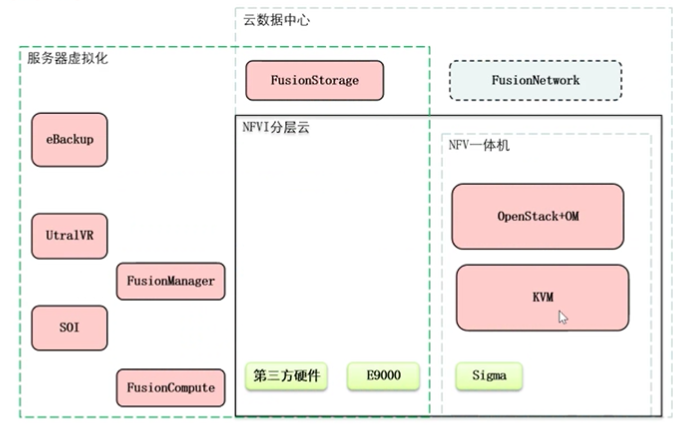 云数据中心
服务器虚拟化
FusionStorage
FusionNetwork
eBackup
NFVI分层云
NFV一体机
UtralVR
OpenStack+OM
FusionManager
KVM
SOI
第三方硬件
E9000
Sigma
FusionCompute